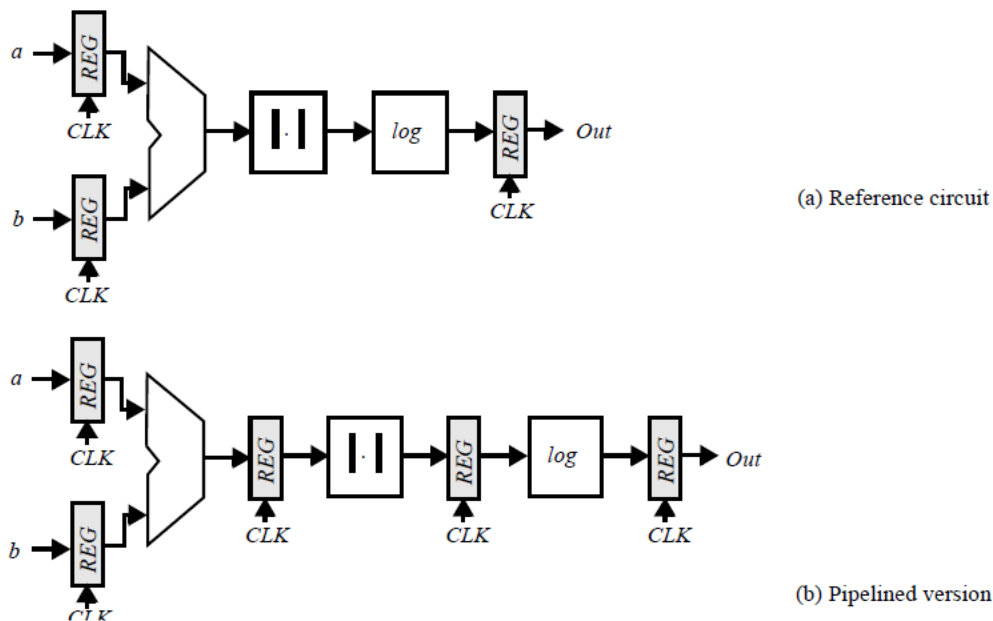 a
REG
CLK
| · |
log
REG
Out
CLK
b
REG
CLK
(a) Reference circuit
a
REG
CLK
REG
| · |
REG
log
REG
Out
CLK
CLK
CLK
b
REG
CLK
(b) Pipelined version